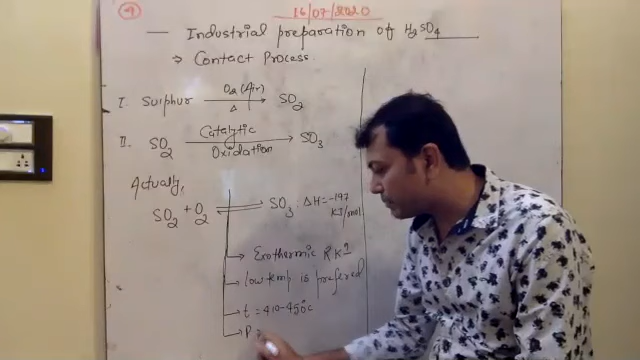 4
16/07/2020
— Industrial preparation of H2SO4
→ Contact Process.
I. Sulphur —O2 (Air) / Δ→ SO2
II. SO2 —Catalytic / Oxidation→ SO3
Actually,
SO2 + O2 ⇌ SO3 : ΔH = -197 KJ/mol
→ Exothermic RXn
→ low temp is preferred
→ t = 410-450°c
→ P =